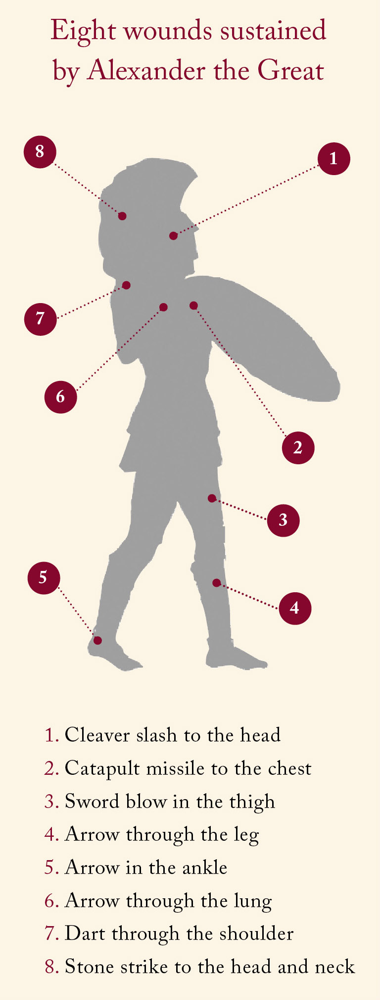 Eight wounds sustained
by Alexander the Great
8
1
7
6
2
3
5
4
1. Cleaver slash to the head
2. Catapult missile to the chest
3. Sword blow in the thigh
4. Arrow through the leg
5. Arrow in the ankle
6. Arrow through the lung
7. Dart through the shoulder
8. Stone strike to the head and neck